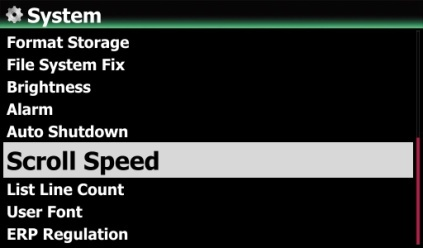 System
Format Storage
File System Fix
Brightness
Alarm
Auto Shutdown
Scroll Speed
List Line Count
User Font
ERP Regulation